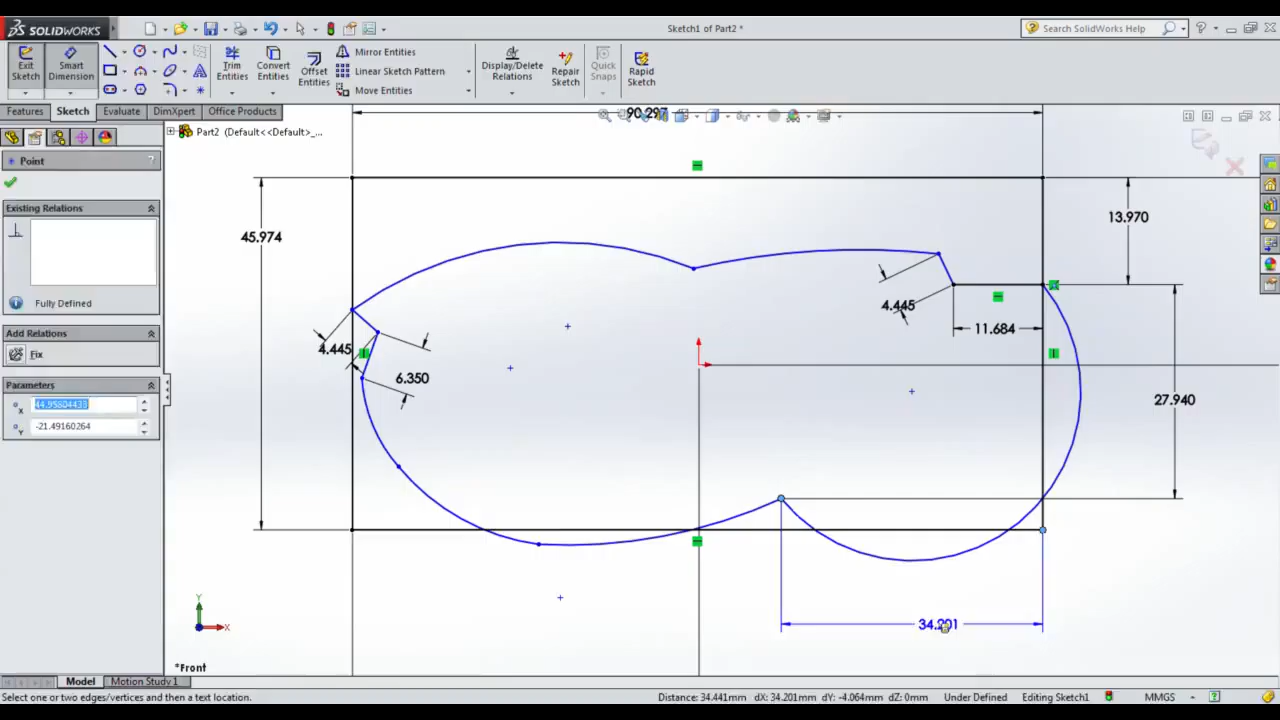 SOLIDWORKS
Sketch1 of Part2 *
Search SolidWorks Help
Exit Sketch
Smart Dimension
Trim Entities
Convert Entities
Offset Entities
Mirror Entities
Linear Sketch Pattern
Move Entities
Display/Delete Relations
Repair Sketch
Quick Snaps
Rapid Sketch
Features Sketch Evaluate DimXpert Office Products
90.297
Part2 (Default<<Default>_...
Point
?
Existing Relations
Fully Defined
Add Relations
Fix
Parameters
44.95804433
-21.49160264
45.974
13.970
4.445
11.684
4.445
6.350
27.940
34.201
Y
X
*Front
Model Motion Study 1
Select one or two edges/vertices and then a text location.
Distance: 34.441mm dX: 34.201mm dY: -4.064mm dZ: 0mm Under Defined Editing Sketch1 MMGS